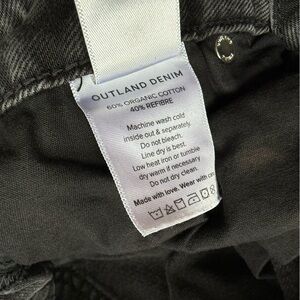 OUTLAND DENIM
60% ORGANIC COTTON
40% REFIBRE
Machine wash cold
inside out & separately.
Do not bleach.
Line dry is best.
Low heat iron or tumble
dry warm if necessary
Do not dry clean.
Made with love. Wear with